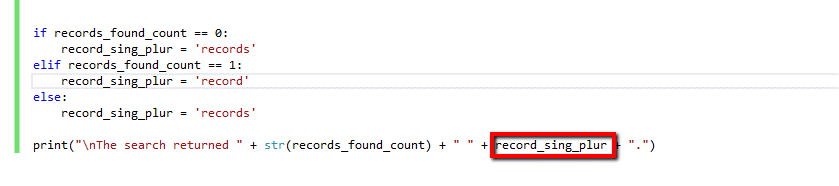 if records_found_count == 0:
    record_sing_plur = 'records'
elif records_found_count == 1:
    record_sing_plur = 'record'
else:
    record_sing_plur = 'records'
print("\nThe search returned " + str(records_found_count) + " " + record_sing_plur + ".")